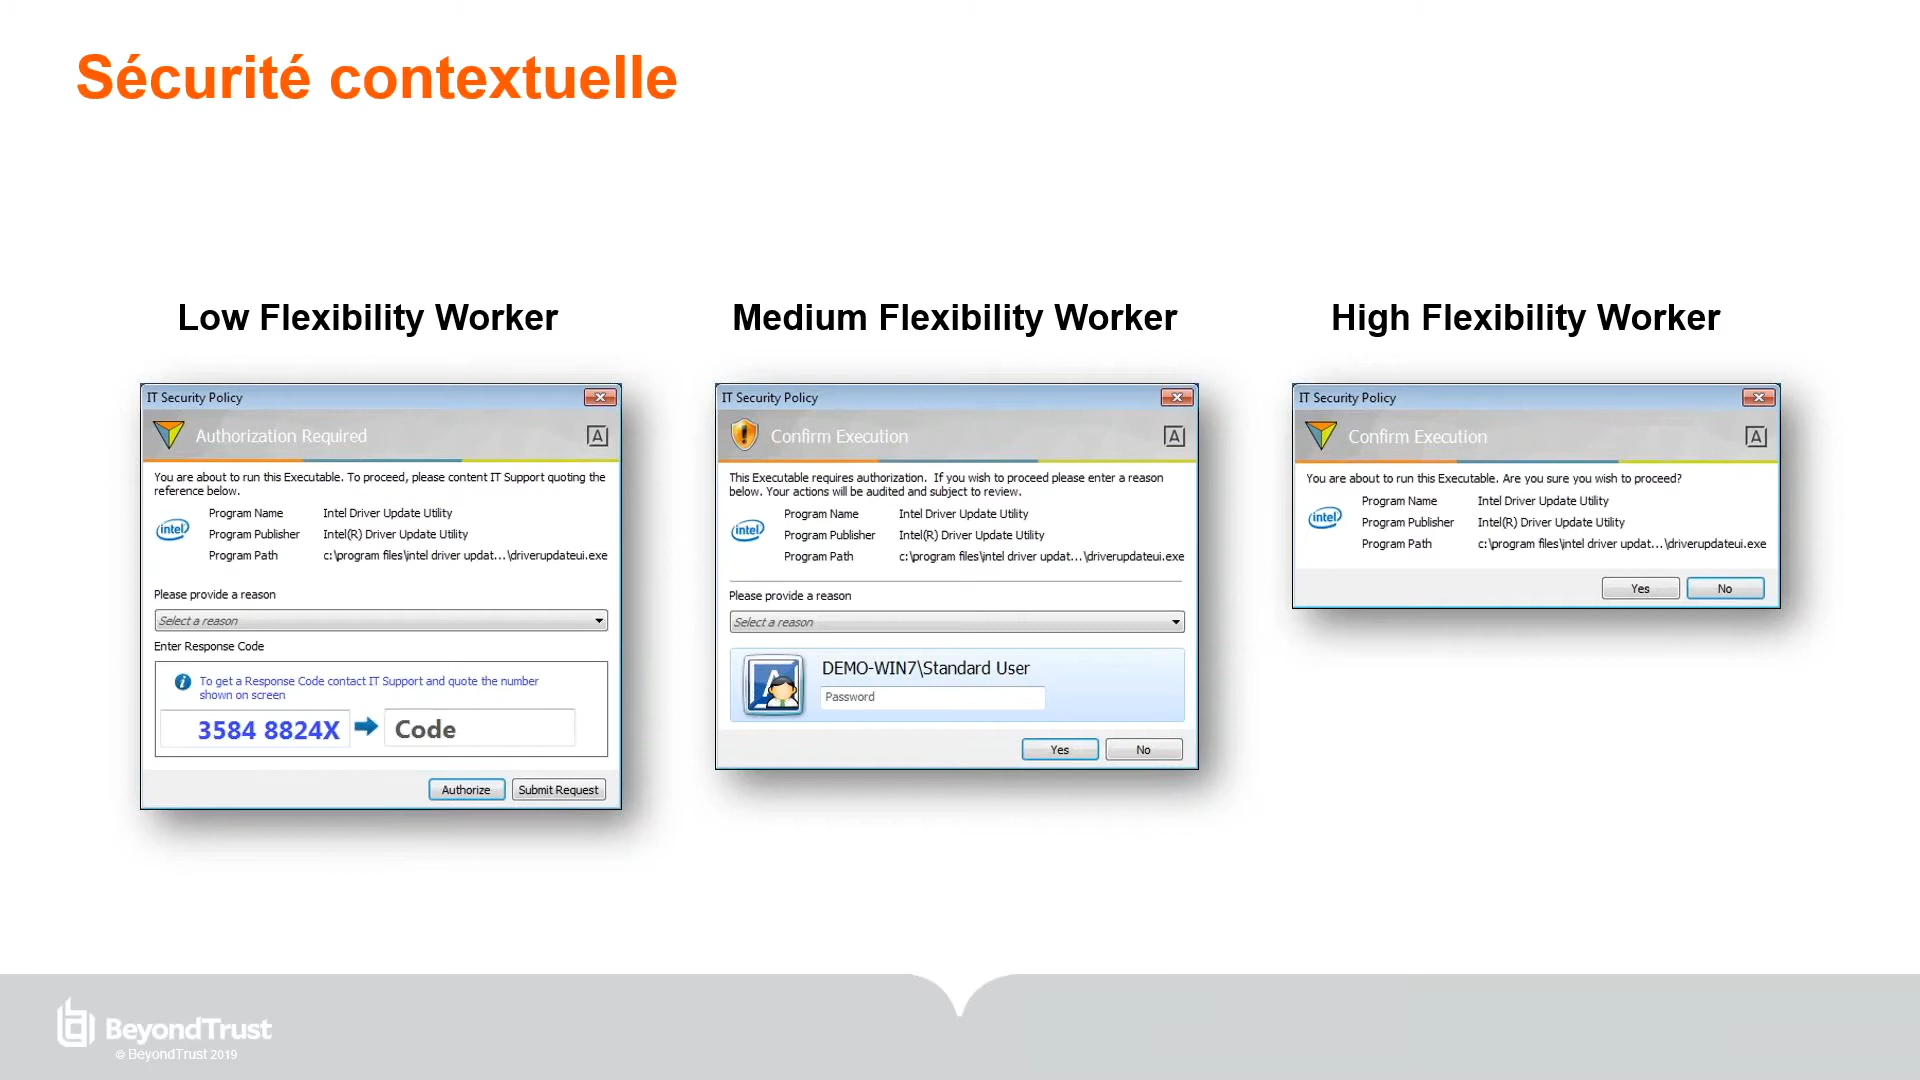 Sécurité contextuelle
Low Flexibility Worker
IT Security Policy
Authorization Required
A
You are about to run this Executable. To proceed, please content IT Support quoting the
reference below.
intel
Program Name Intel Driver Update Utility
Program Publisher Intel(R) Driver Update Utility
Program Path c:\program files\intel driver updat...\driverupdateui.exe
Please provide a reason
Select a reason
Enter Response Code
To get a Response Code contact IT Support and quote the number
shown on screen
3584 8824X Code
Authorize Submit Request
Medium Flexibility Worker
IT Security Policy
Confirm Execution
A
This Executable requires authorization. If you wish to proceed please enter a reason
below. Your actions will be audited and subject to review.
intel
Program Name Intel Driver Update Utility
Program Publisher Intel(R) Driver Update Utility
Program Path c:\program files\intel driver updat...\driverupdateui.exe
Please provide a reason
Select a reason
DEMO-WIN7\Standard User
Password
Yes No
High Flexibility Worker
IT Security Policy
Confirm Execution
A
You are about to run this Executable. Are you sure you wish to proceed?
intel
Program Name Intel Driver Update Utility
Program Publisher Intel(R) Driver Update Utility
Program Path c:\program files\intel driver updat...\driverupdateui.exe
Yes No
BeyondTrust
© BeyondTrust 2019